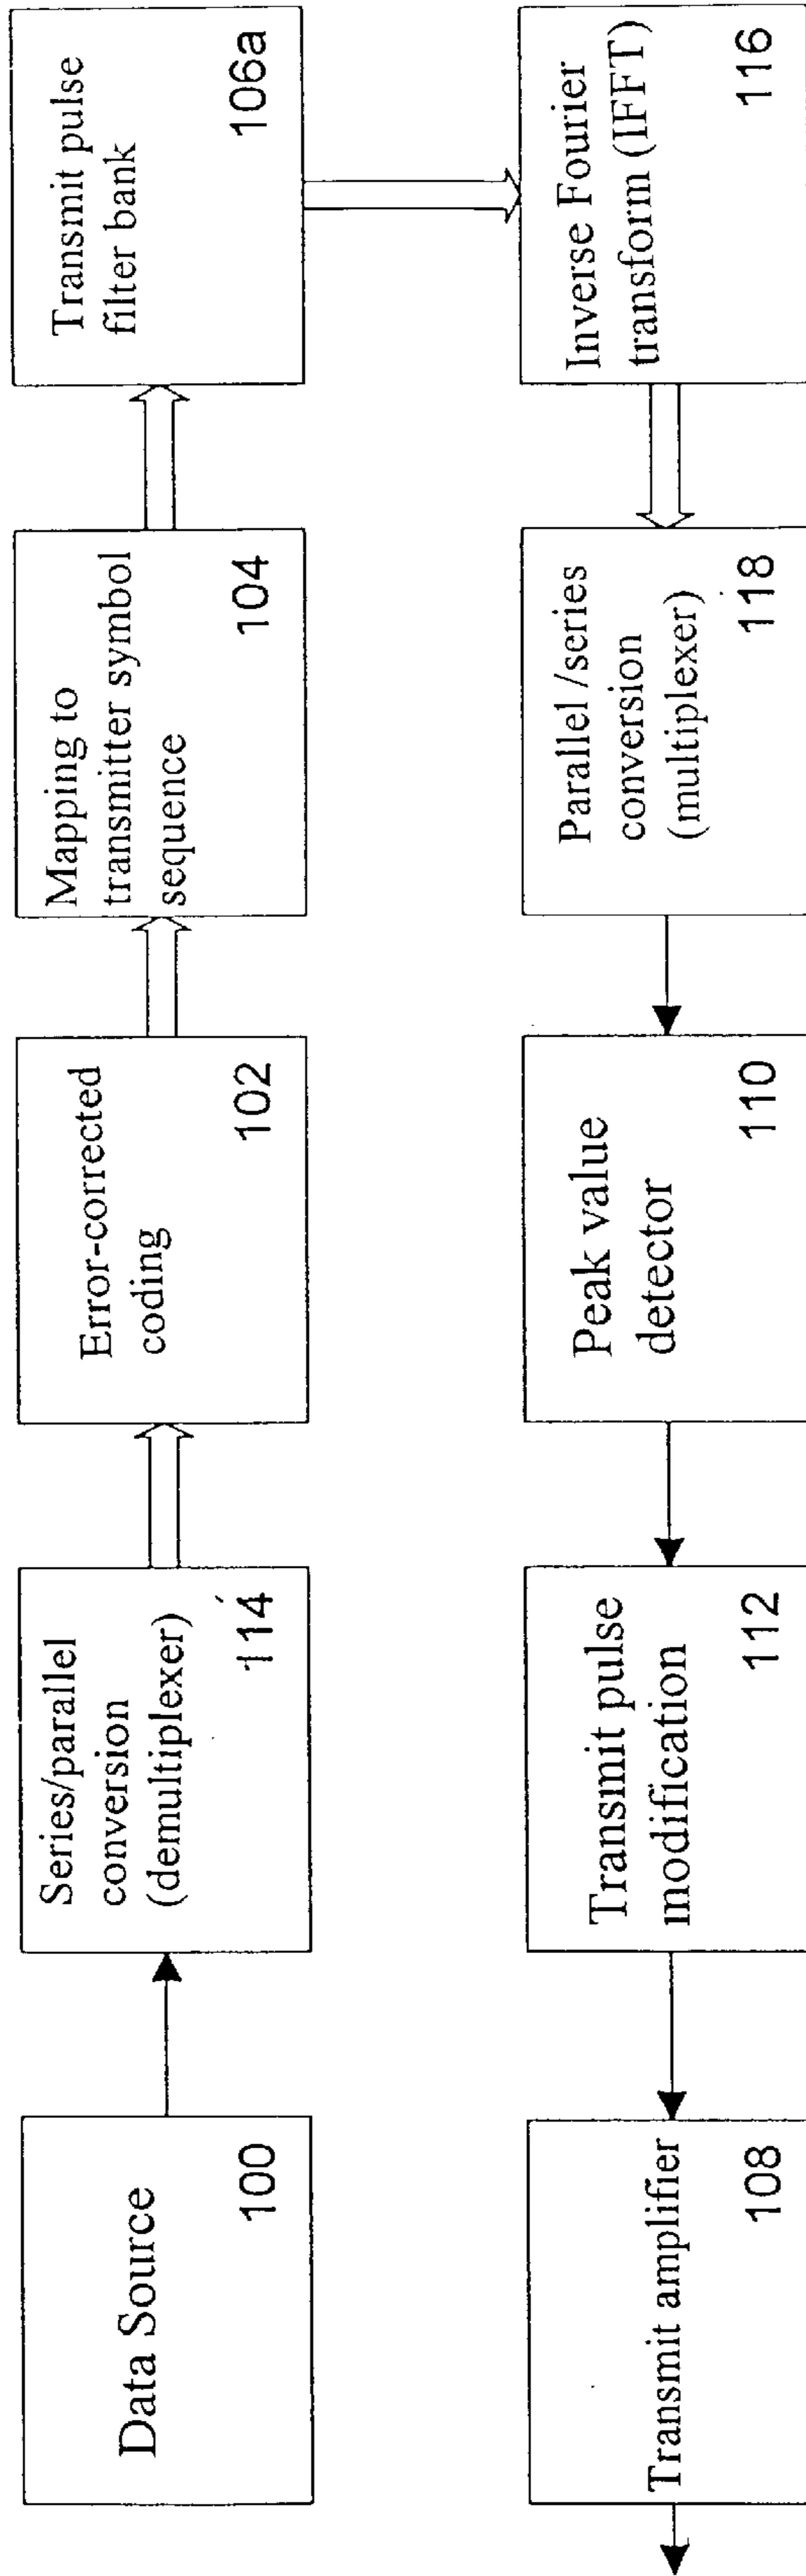 Data Source
100
Series/parallel
conversion
(demultiplexer)
114
Error-corrected
coding
102
Mapping to
transmitter symbol
sequence
104
Transmit pulse
filter bank
106a
Inverse Fourier
transform (IFFT)
116
Parallel /series
conversion
(multiplexer)
118
Peak value
detector
110
Transmit pulse
modification
112
Transmit amplifier
108